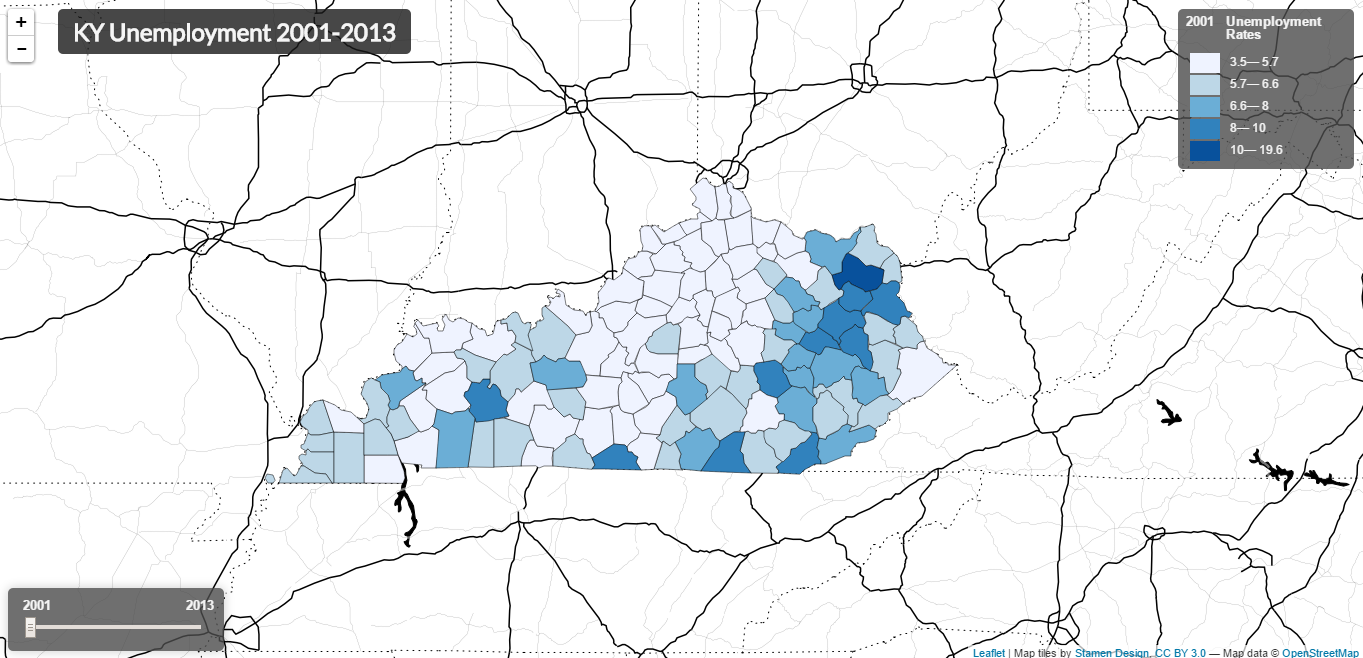 +
KY Unemployment 2001-2013
−
2001 Unemployment
Rates
3.5— 5.7
5.7— 6.6
6.6— 8
8— 10
10— 19.6
2001 2013
Leaflet | Map tiles by Stamen Design, CC BY 3.0 — Map data © OpenStreetMap